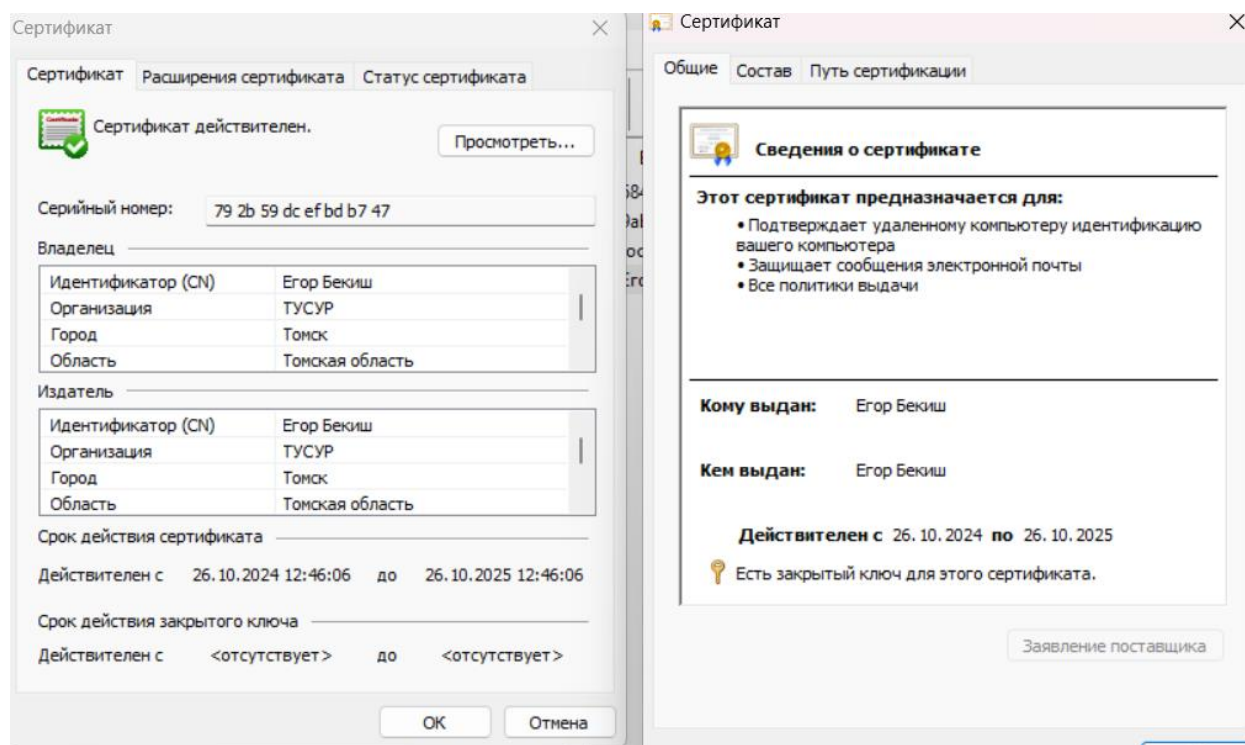 Сертификат
Сертификат Расширения сертификата Статус сертификата
Сертификат действителен.
Просмотреть...
Серийный номер: 79 2b 59 dc ef bd b7 47
Владелец
Идентификатор (CN) Егор Бекиш
Организация ТУСУР
Город Томск
Область Томская область
Издатель
Идентификатор (CN) Егор Бекиш
Организация ТУСУР
Город Томск
Область Томская область
Срок действия сертификата
Действителен с 26.10.2024 12:46:06 до 26.10.2025 12:46:06
Срок действия закрытого ключа
Действителен с <отсутствует> до <отсутствует>
ОК Отмена
Сертификат
Общие Состав Путь сертификации
Сведения о сертификате
Этот сертификат предназначается для:
• Подтверждает удаленному компьютеру идентификацию
вашего компьютера
• Защищает сообщения электронной почты
• Все политики выдачи
Кому выдан: Егор Бекиш
Кем выдан: Егор Бекиш
Действителен с 26.10.2024 по 26.10.2025
Есть закрытый ключ для этого сертификата.
Заявление поставщика